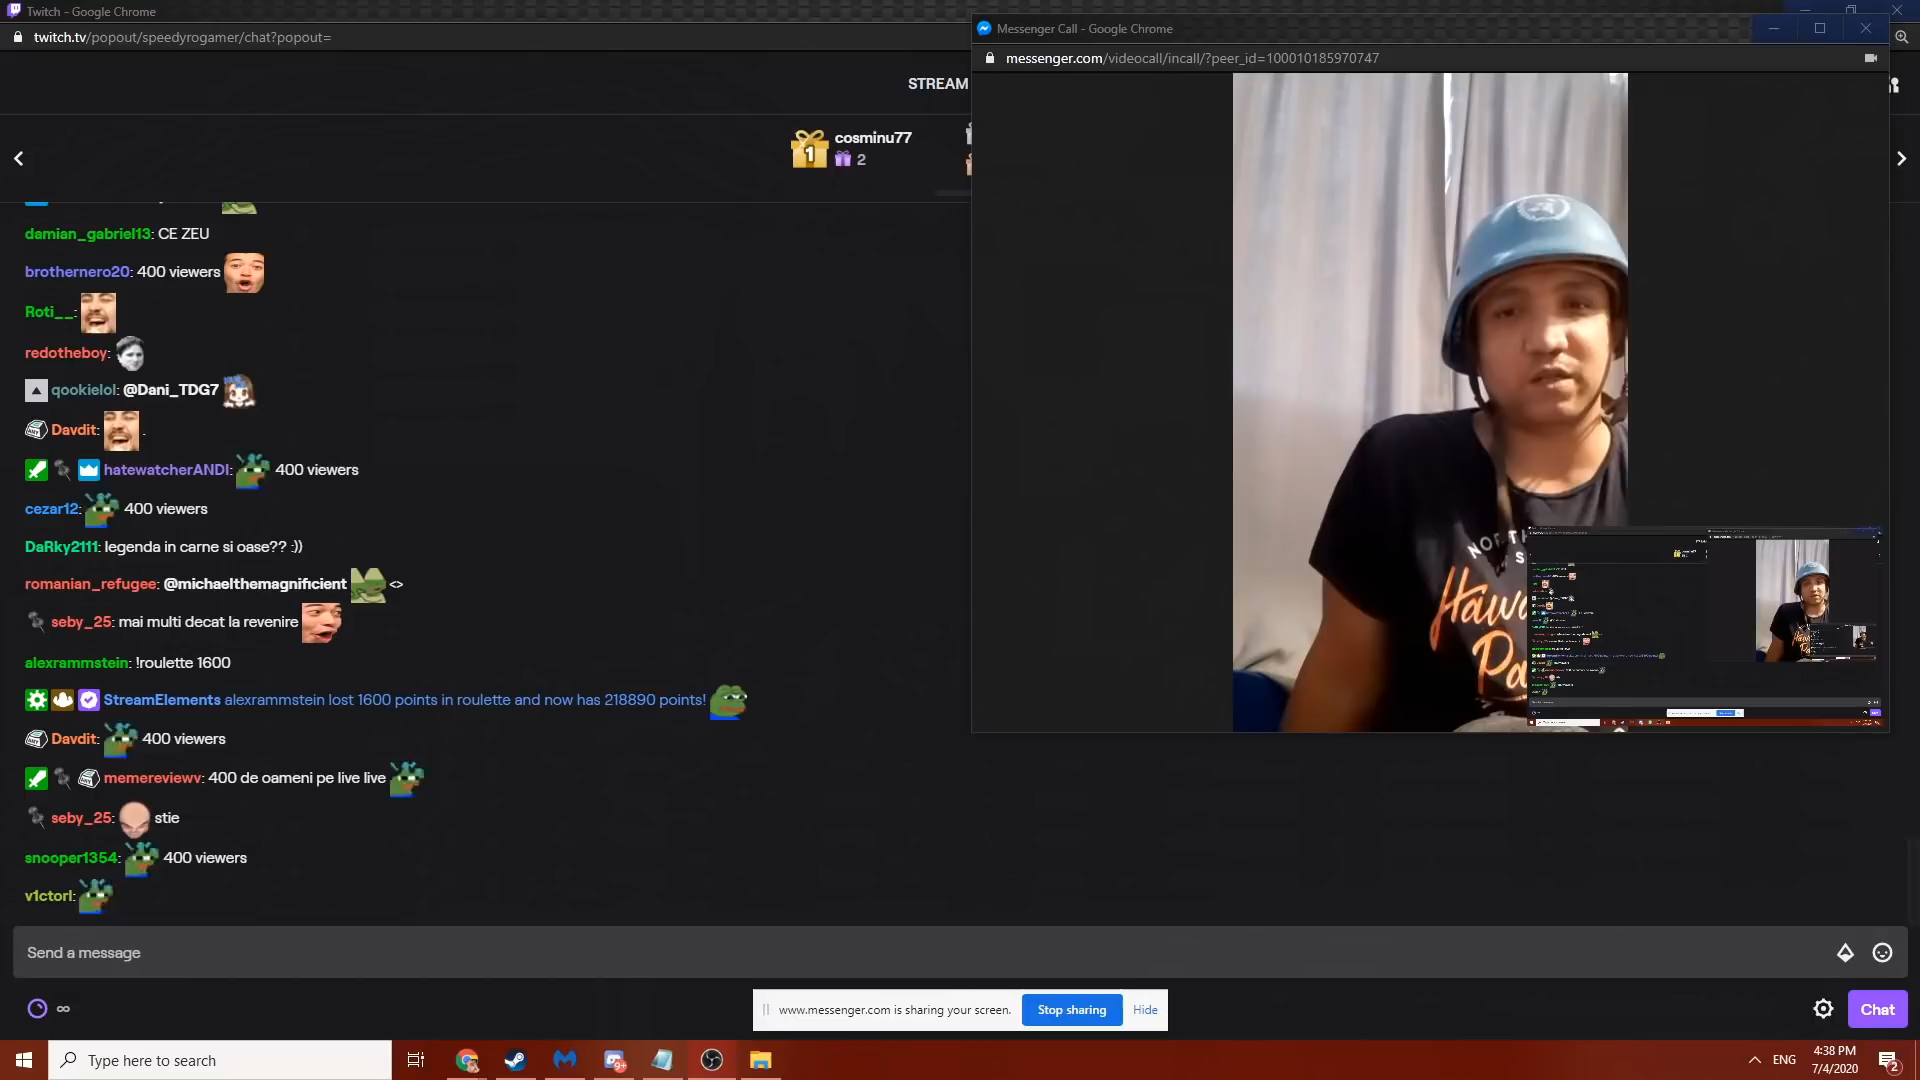 Twitch - Google Chrome
twitch.tv/popout/speedyrogamer/chat?popout=
Messenger Call - Google Chrome
messenger.com/videocall/incall/?peer_id=100010185970747
STREAM
1
cosminu77
2
damian_gabriel13: CE ZEU
brothernero20: 400 viewers
Roti__:
redotheboy:
qookielol: @Dani_TDG7
Davdit: .
hatewatcherANDI: 400 viewers
cezar12: 400 viewers
DaRky2111: legenda in carne si oase?? :))
romanian_refugee: @michaelthemagnificient <>
seby_25: mai multi decat la revenire
alexrammstein: !roulette 1600
StreamElements alexrammstein lost 1600 points in roulette and now has 218890 points!
Davdit: 400 viewers
memereviewv: 400 de oameni pe live live
seby_25: stie
snooper1354: 400 viewers
v1ctorl:
Send a message
∞
www.messenger.com is sharing your screen.
Stop sharing
Hide
Chat
Type here to search
9+
ENG
4:38 PM
7/4/2020
2